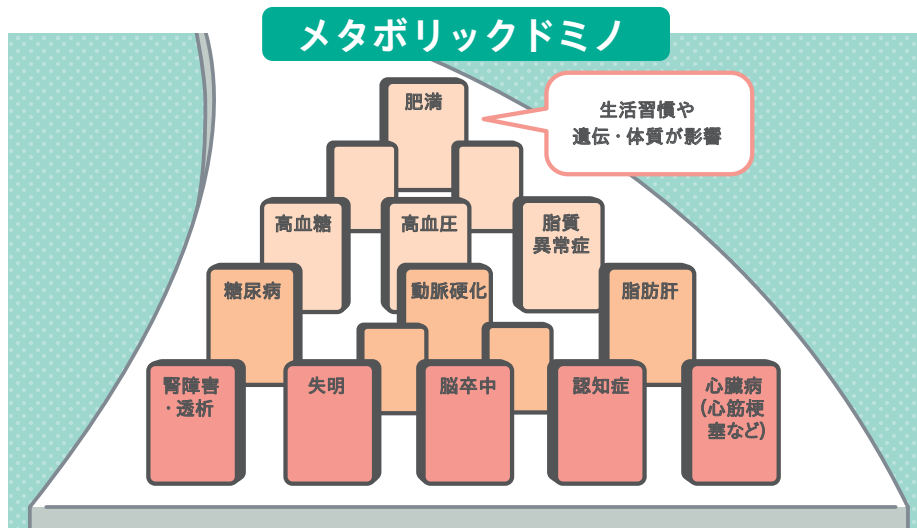 メタボリックドミノ
肥満
生活習慣や
遺伝・体質が影響
高血糖
高血圧
脂質
異常症
糖尿病
動脈硬化
脂肪肝
腎障害
・透析
失明
脳卒中
認知症
心臓病
(心筋梗
塞など)